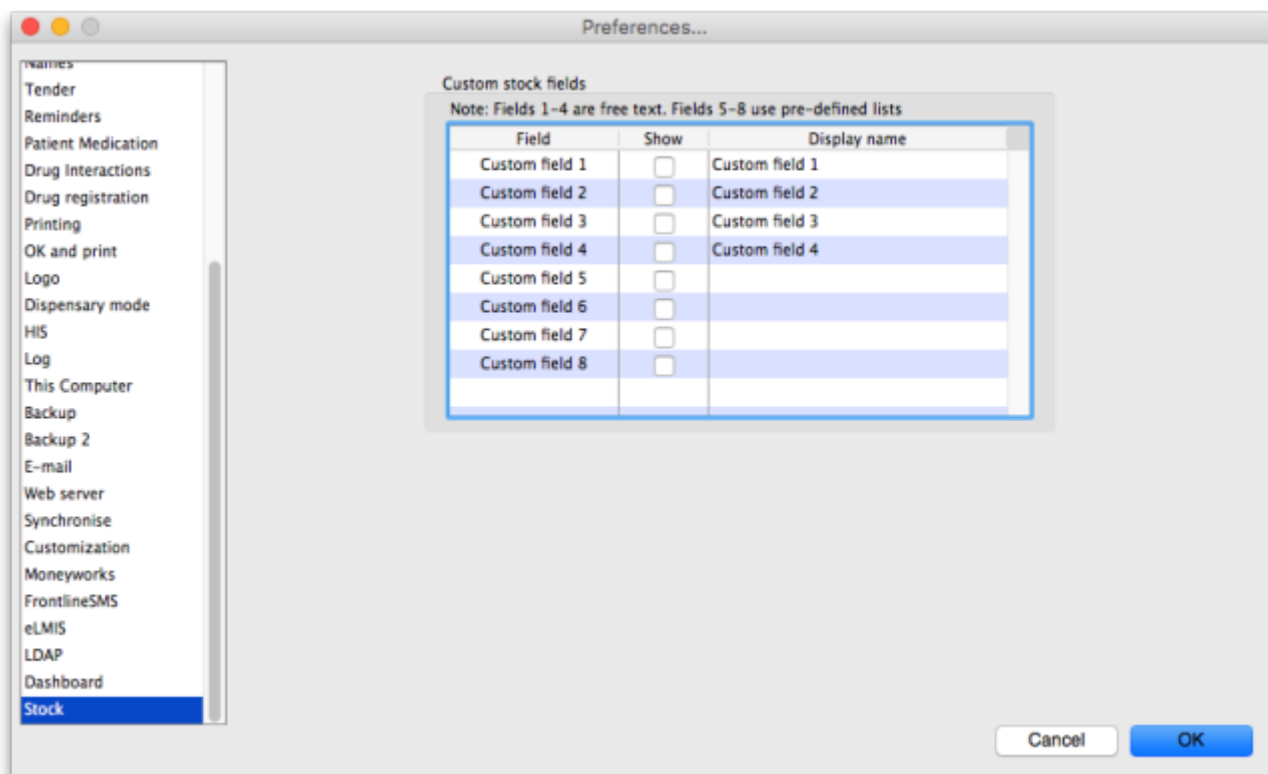 Preferences...
Names
Tender
Reminders
Patient Medication
Drug Interactions
Drug registration
Printing
OK and print
Logo
Dispensary mode
HIS
Log
This Computer
Backup
Backup 2
E-mail
Web server
Synchronise
Customization
Moneyworks
FrontlineSMS
eLMIS
LDAP
Dashboard
Stock
Custom stock fields
Note: Fields 1-4 are free text. Fields 5-8 use pre-defined lists
Field Show Display name
Custom field 1 Custom field 1
Custom field 2 Custom field 2
Custom field 3 Custom field 3
Custom field 4 Custom field 4
Custom field 5
Custom field 6
Custom field 7
Custom field 8
Cancel OK